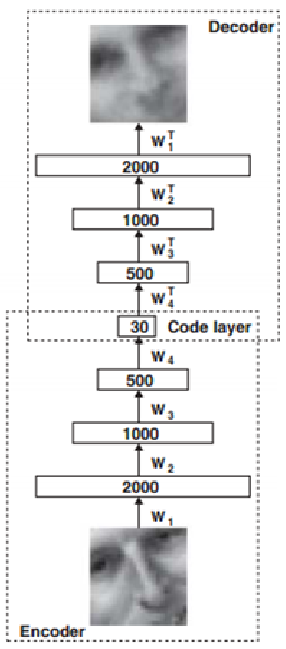 Decoder
W₁ᵀ
2000
W₂ᵀ
1000
W₃ᵀ
500
W₄ᵀ
30 Code layer
W₄
500
W₃
1000
W₂
2000
W₁
Encoder